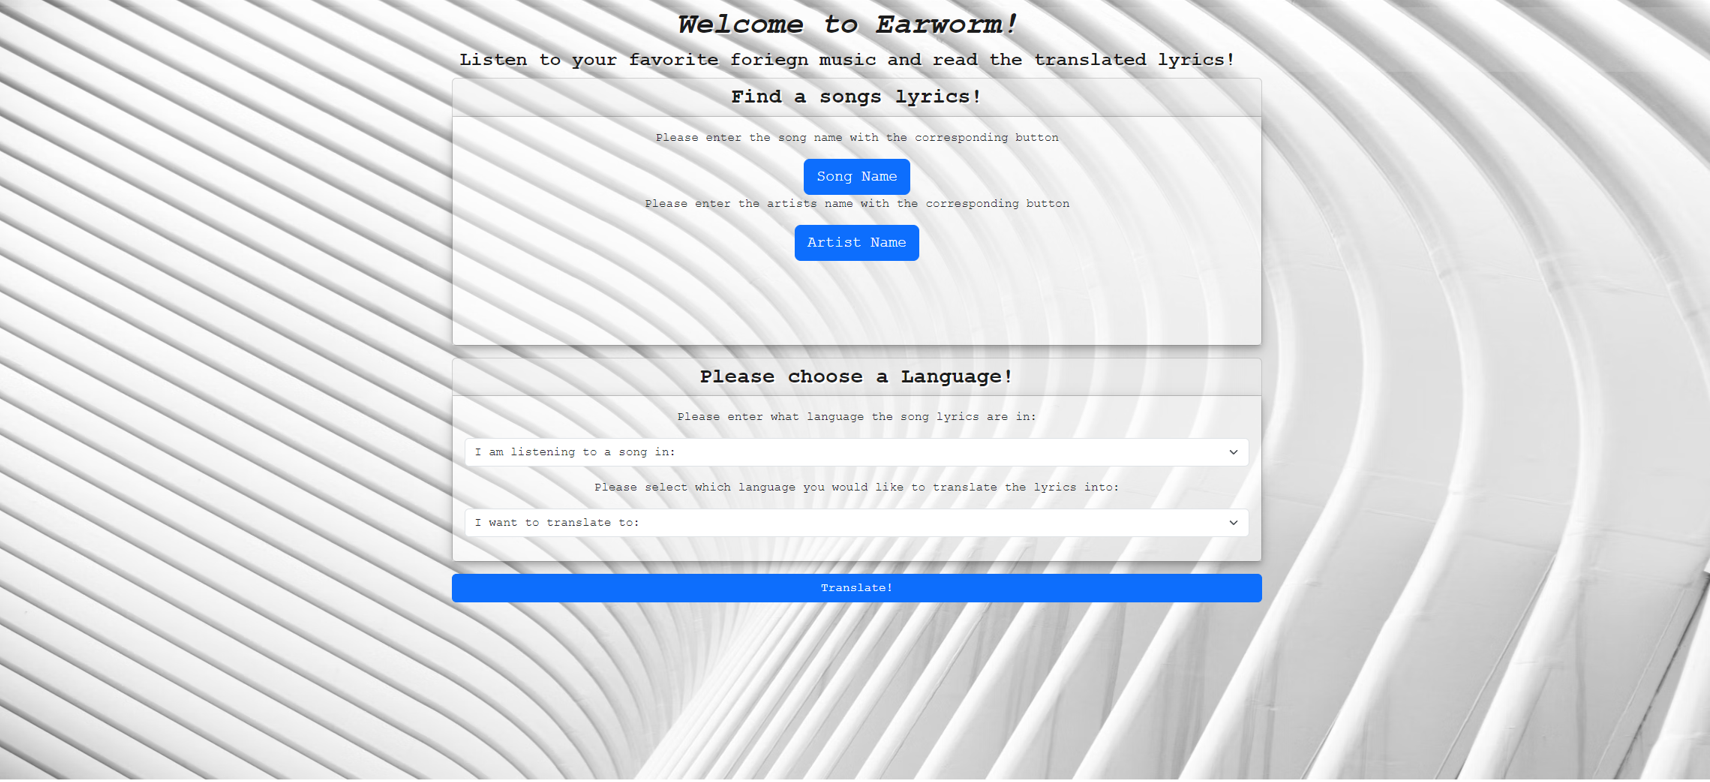 Welcome to Earworm!
Listen to your favorite foriegn music and read the translated lyrics!
Find a songs lyrics!
Please enter the song name with the corresponding button
Song Name
Please enter the artists name with the corresponding button
Artist Name
Please choose a Language!
Please enter what language the song lyrics are in:
I am listening to a song in:
Please select which language you would like to translate the lyrics into:
I want to translate to:
Translate!